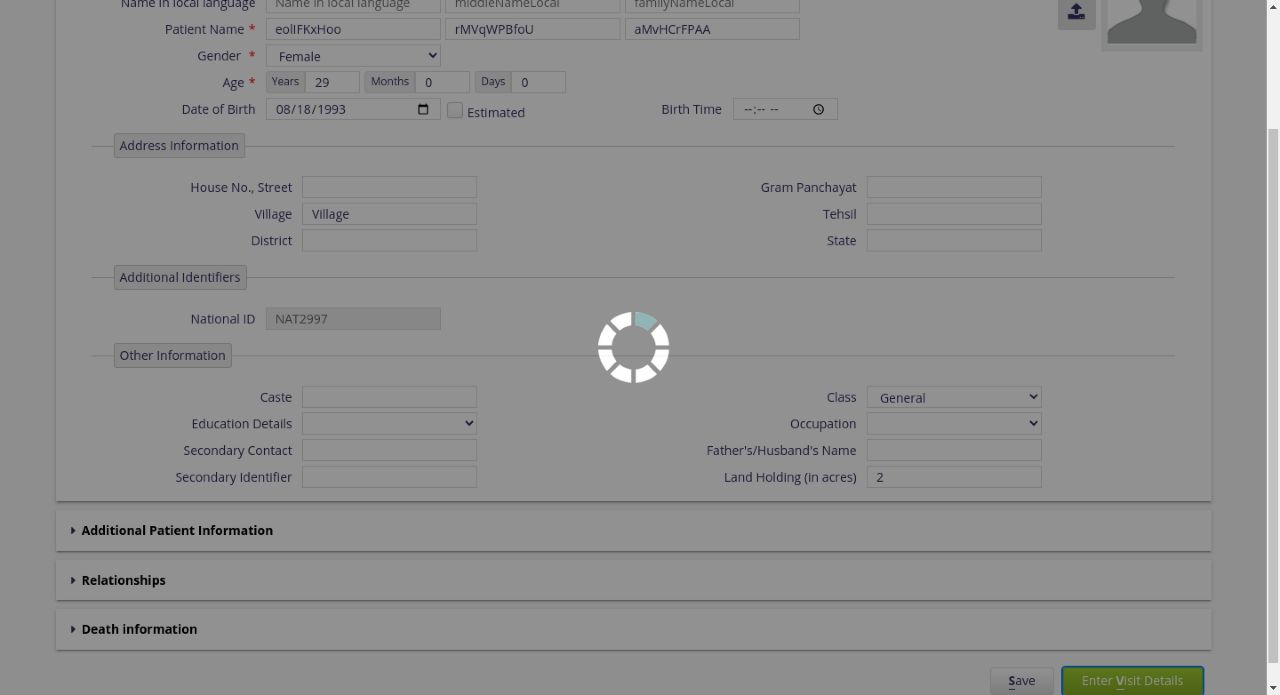 Name in local language Name in local language middleNameLocal familyNameLocal
Patient Name * eolIFKxHoo rMVqWPBfoU aMvHCrFPAA
Gender * Female
Age * Years 29 Months 0 Days 0
Date of Birth 08/18/1993 Estimated Birth Time --:-- --
Address Information
House No., Street Gram Panchayat
Village Village Tehsil
District State
Additional Identifiers
National ID NAT2997
Other Information
Caste Class General
Education Details Occupation
Secondary Contact Father's/Husband's Name
Secondary Identifier Land Holding (in acres) 2
Additional Patient Information
Relationships
Death information
Save Enter Visit Details